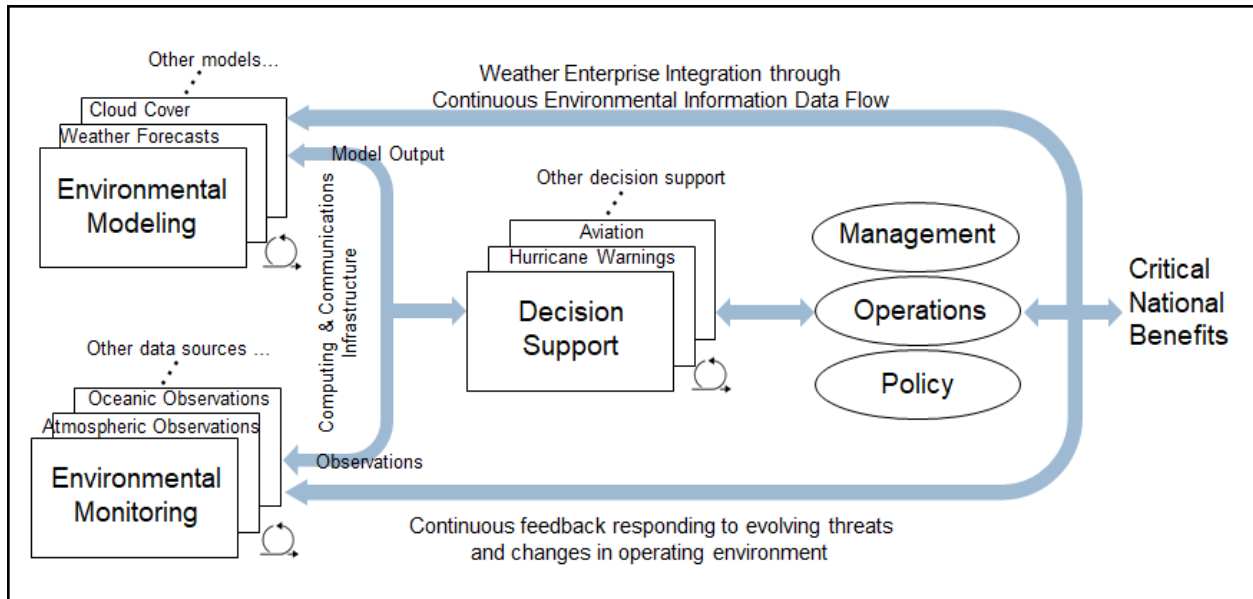 Other models…
Cloud Cover
Weather Forecasts
Environmental
Modeling
Weather Enterprise Integration through
Continuous Environmental Information Data Flow
Model Output
Computing & Communications
Infrastructure
Other decision support
Aviation
Hurricane Warnings
Decision
Support
Management
Operations
Policy
Critical
National
Benefits
Other data sources …
Oceanic Observations
Atmospheric Observations
Environmental
Monitoring
Observations
Continuous feedback responding to evolving threats
and changes in operating environment